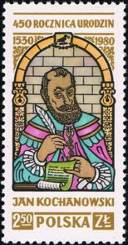 450 ROCZNICA URODZIN
1530 1980
JAN KOCHANOWSKI
2,50 POLSKA ZŁ